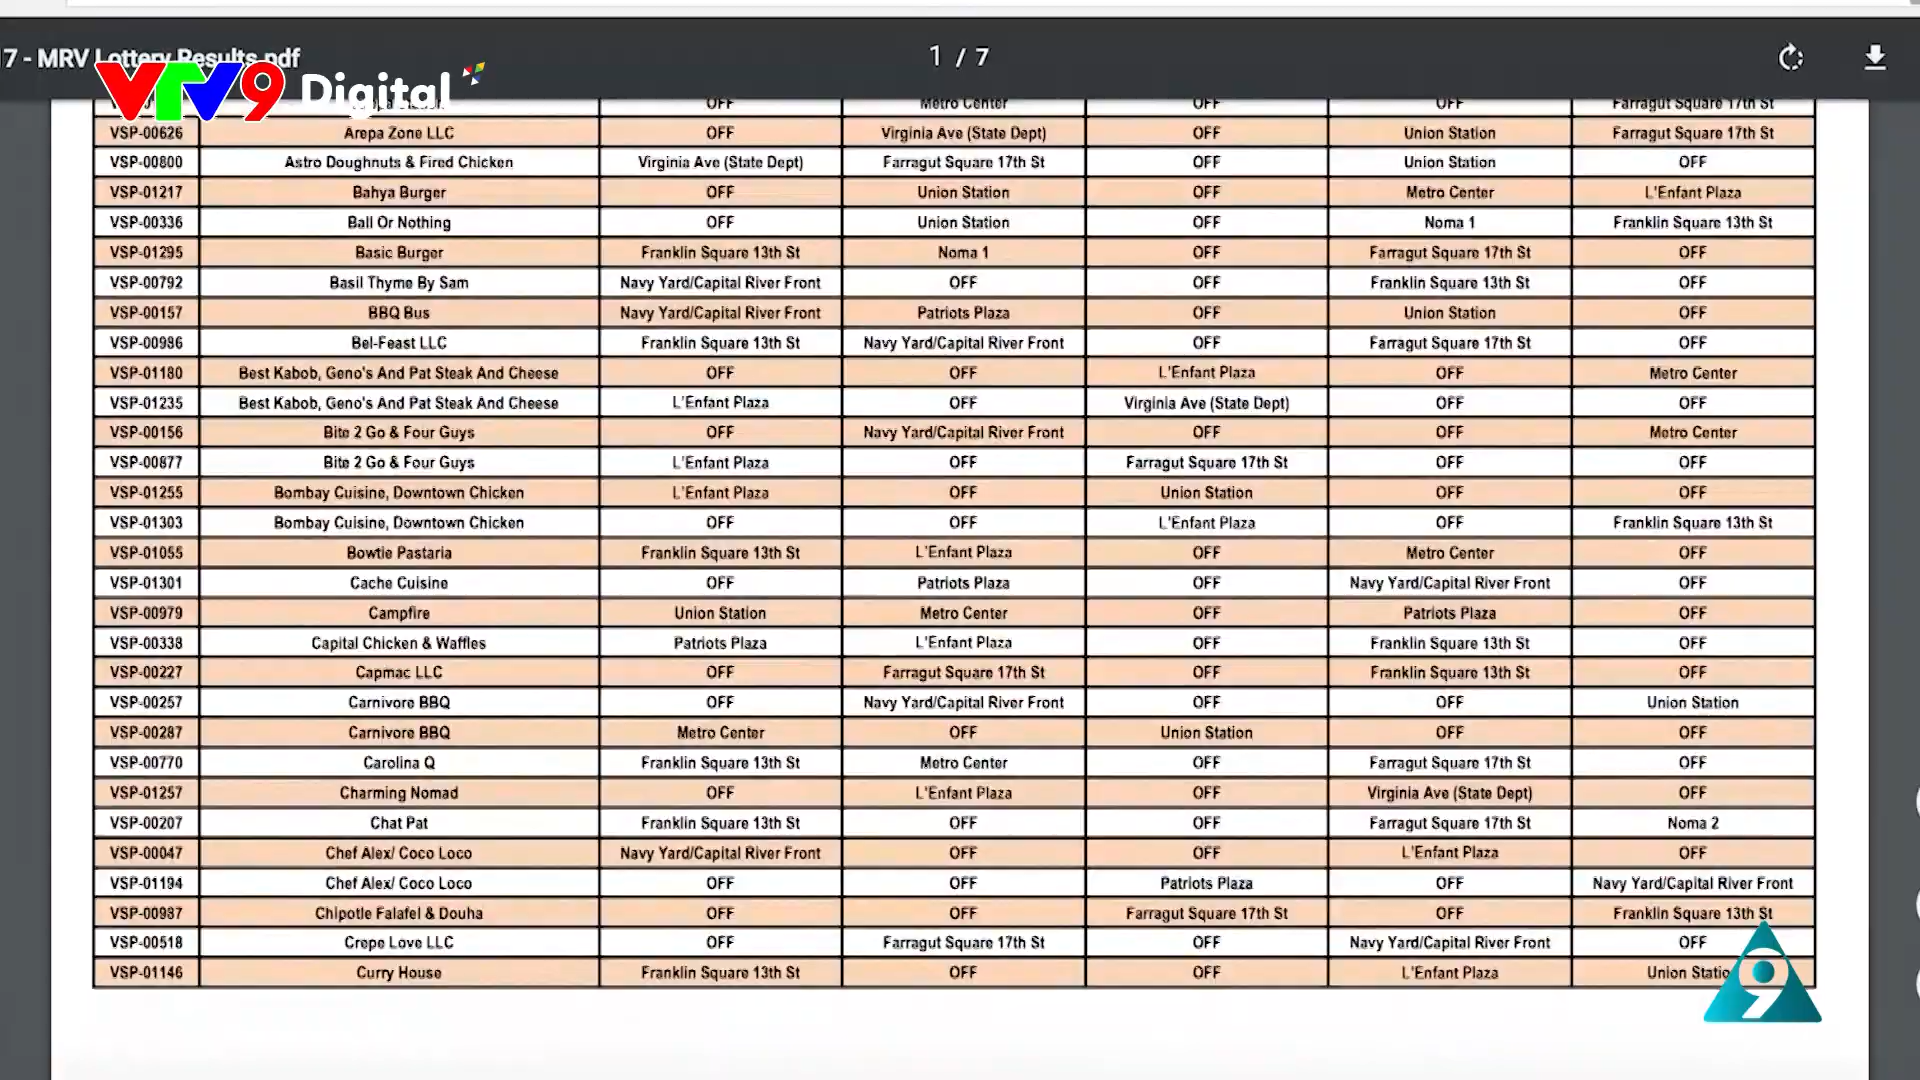 17 - MRV Lottery Results.pdf
1 / 7
VTV9 Digital
OFF Metro Center OFF OFF Farragut Square 17th St
VSP-00626 Arepa Zone LLC OFF Virginia Ave (State Dept) OFF Union Station Farragut Square 17th St
VSP-00800 Astro Doughnuts & Fired Chicken Virginia Ave (State Dept) Farragut Square 17th St OFF Union Station OFF
VSP-01217 Bahya Burger OFF Union Station OFF Metro Center L'Enfant Plaza
VSP-00336 Ball Or Nothing OFF Union Station OFF Noma 1 Franklin Square 13th St
VSP-01295 Basic Burger Franklin Square 13th St Noma 1 OFF Farragut Square 17th St OFF
VSP-00792 Basil Thyme By Sam Navy Yard/Capital River Front OFF OFF Franklin Square 13th St OFF
VSP-00157 BBQ Bus Navy Yard/Capital River Front Patriots Plaza OFF Union Station OFF
VSP-00986 Bel-Feast LLC Franklin Square 13th St Navy Yard/Capital River Front OFF Farragut Square 17th St OFF
VSP-01180 Best Kabob, Geno's And Pat Steak And Cheese OFF OFF L'Enfant Plaza OFF Metro Center
VSP-01235 Best Kabob, Geno's And Pat Steak And Cheese L'Enfant Plaza OFF Virginia Ave (State Dept) OFF OFF
VSP-00156 Bite 2 Go & Four Guys OFF Navy Yard/Capital River Front OFF OFF Metro Center
VSP-00877 Bite 2 Go & Four Guys L'Enfant Plaza OFF Farragut Square 17th St OFF OFF
VSP-01255 Bombay Cuisine, Downtown Chicken L'Enfant Plaza OFF Union Station OFF OFF
VSP-01303 Bombay Cuisine, Downtown Chicken OFF OFF L'Enfant Plaza OFF Franklin Square 13th St
VSP-01055 Bowtie Pastaria Franklin Square 13th St L'Enfant Plaza OFF Metro Center OFF
VSP-01301 Cache Cuisine OFF Patriots Plaza OFF Navy Yard/Capital River Front OFF
VSP-00979 Campfire Union Station Metro Center OFF Patriots Plaza OFF
VSP-00338 Capital Chicken & Waffles Patriots Plaza L'Enfant Plaza OFF Franklin Square 13th St OFF
VSP-00227 Capmac LLC OFF Farragut Square 17th St OFF Franklin Square 13th St OFF
VSP-00257 Carnivore BBQ OFF Navy Yard/Capital River Front OFF OFF Union Station
VSP-00287 Carnivore BBQ Metro Center OFF Union Station OFF OFF
VSP-00770 Carolina Q Franklin Square 13th St Metro Center OFF Farragut Square 17th St OFF
VSP-01257 Charming Nomad OFF L'Enfant Plaza OFF Virginia Ave (State Dept) OFF
VSP-00207 Chat Pat Franklin Square 13th St OFF OFF Farragut Square 17th St Noma 2
VSP-00047 Chef Alex/ Coco Loco Navy Yard/Capital River Front OFF OFF L'Enfant Plaza OFF
VSP-01194 Chef Alex/ Coco Loco OFF OFF Patriots Plaza OFF Navy Yard/Capital River Front
VSP-00987 Chipotle Falafel & Douha OFF OFF Farragut Square 17th St OFF Franklin Square 13th St
VSP-00518 Crepe Love LLC OFF Farragut Square 17th St OFF Navy Yard/Capital River Front OFF
VSP-01146 Curry House Franklin Square 13th St OFF OFF L'Enfant Plaza Union Statio
9